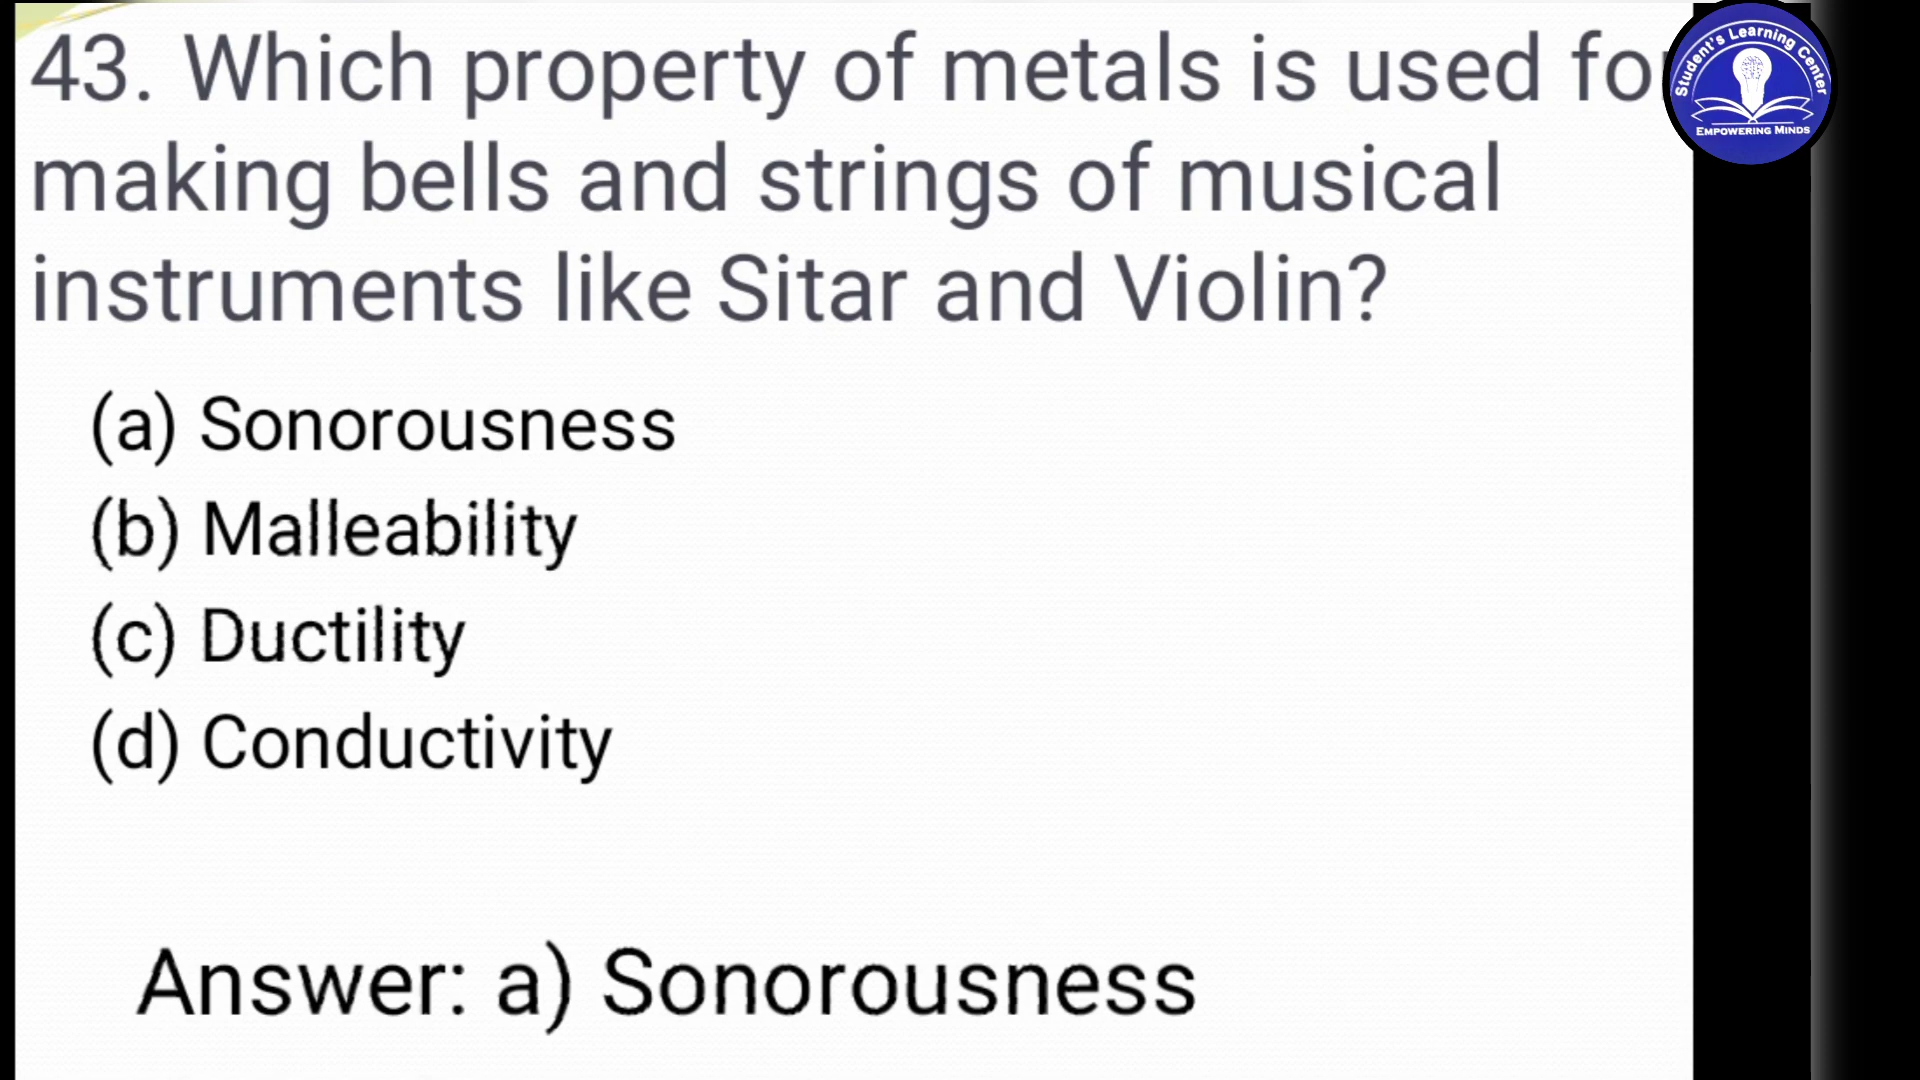 43. Which property of metals is used for
making bells and strings of musical
instruments like Sitar and Violin?
(a) Sonorousness
(b) Malleability
(c) Ductility
(d) Conductivity
Answer: a) Sonorousness
Student's Learning Center
EMPOWERING MINDS